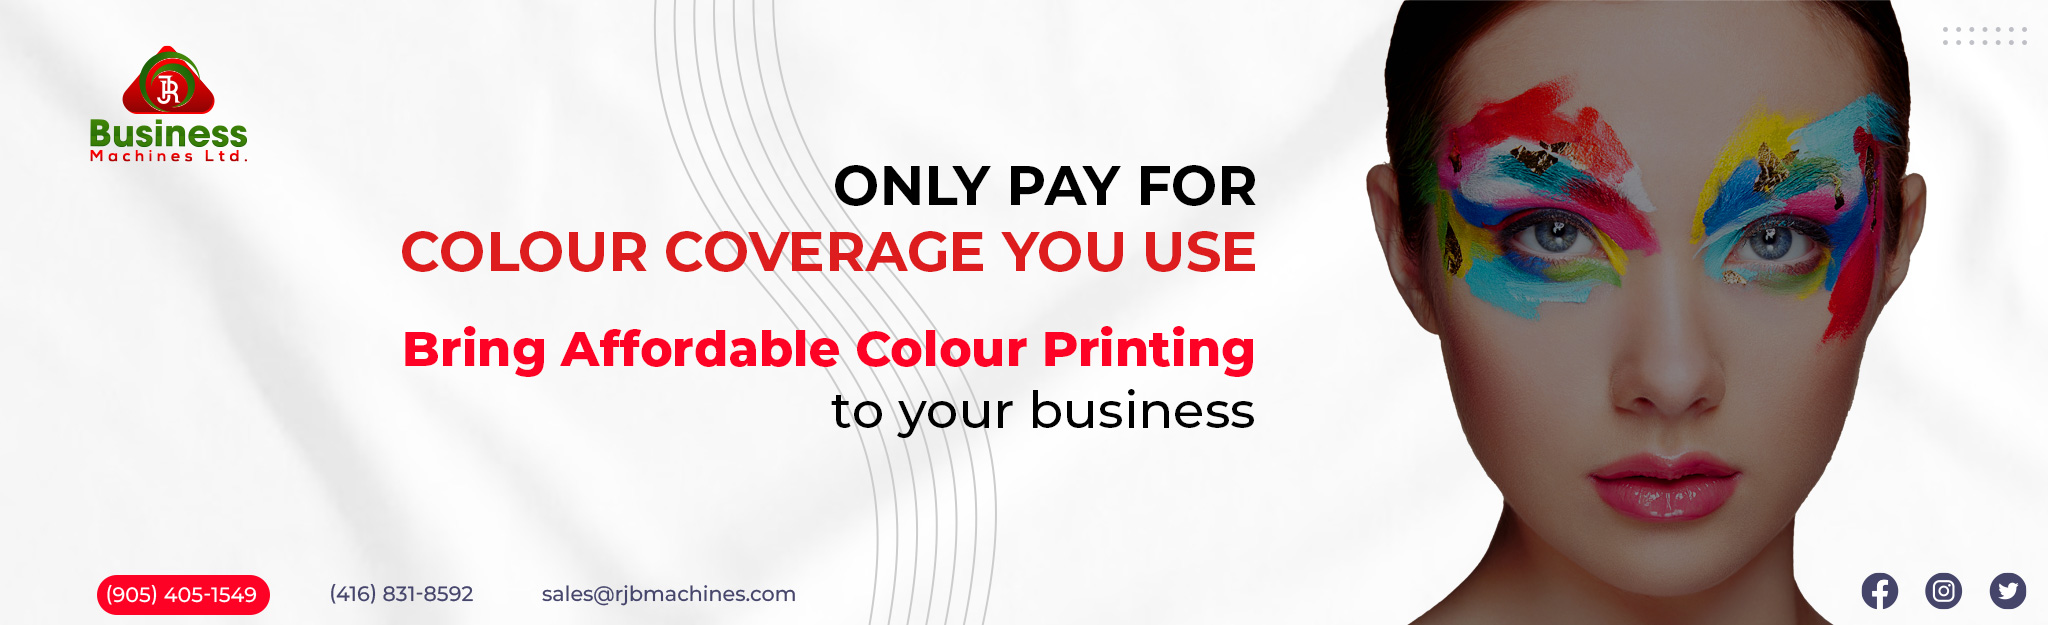 JR
Business
Machines Ltd.
ONLY PAY FOR
COLOUR COVERAGE YOU USE
Bring Affordable Colour Printing
to your business
(905) 405-1549
(416) 831-8592
sales@rjbmachines.com